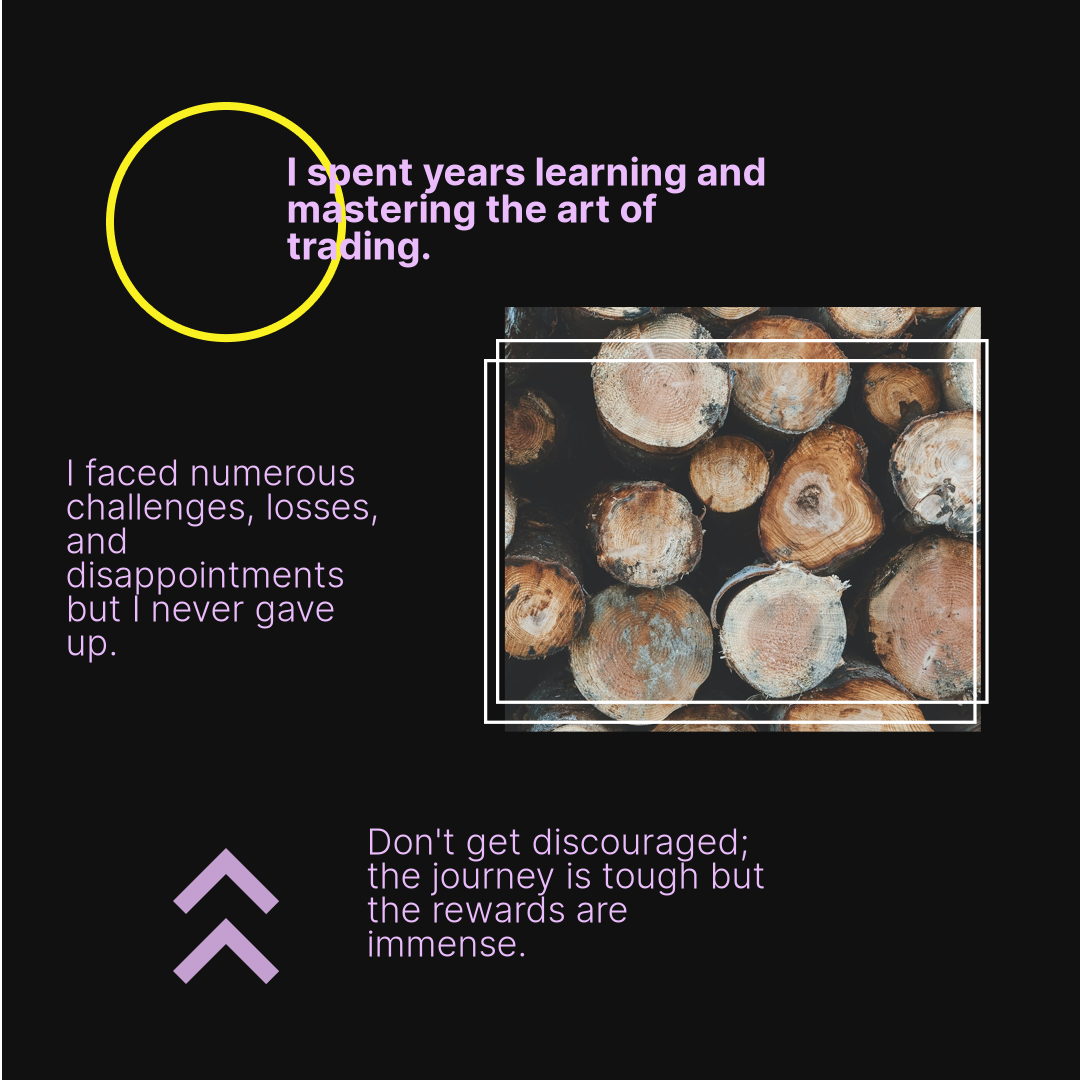 I spent years learning and
mastering the art of
trading.
I faced numerous
challenges, losses,
and
disappointments
but I never gave
up.
Don't get discouraged;
the journey is tough but
the rewards are
immense.